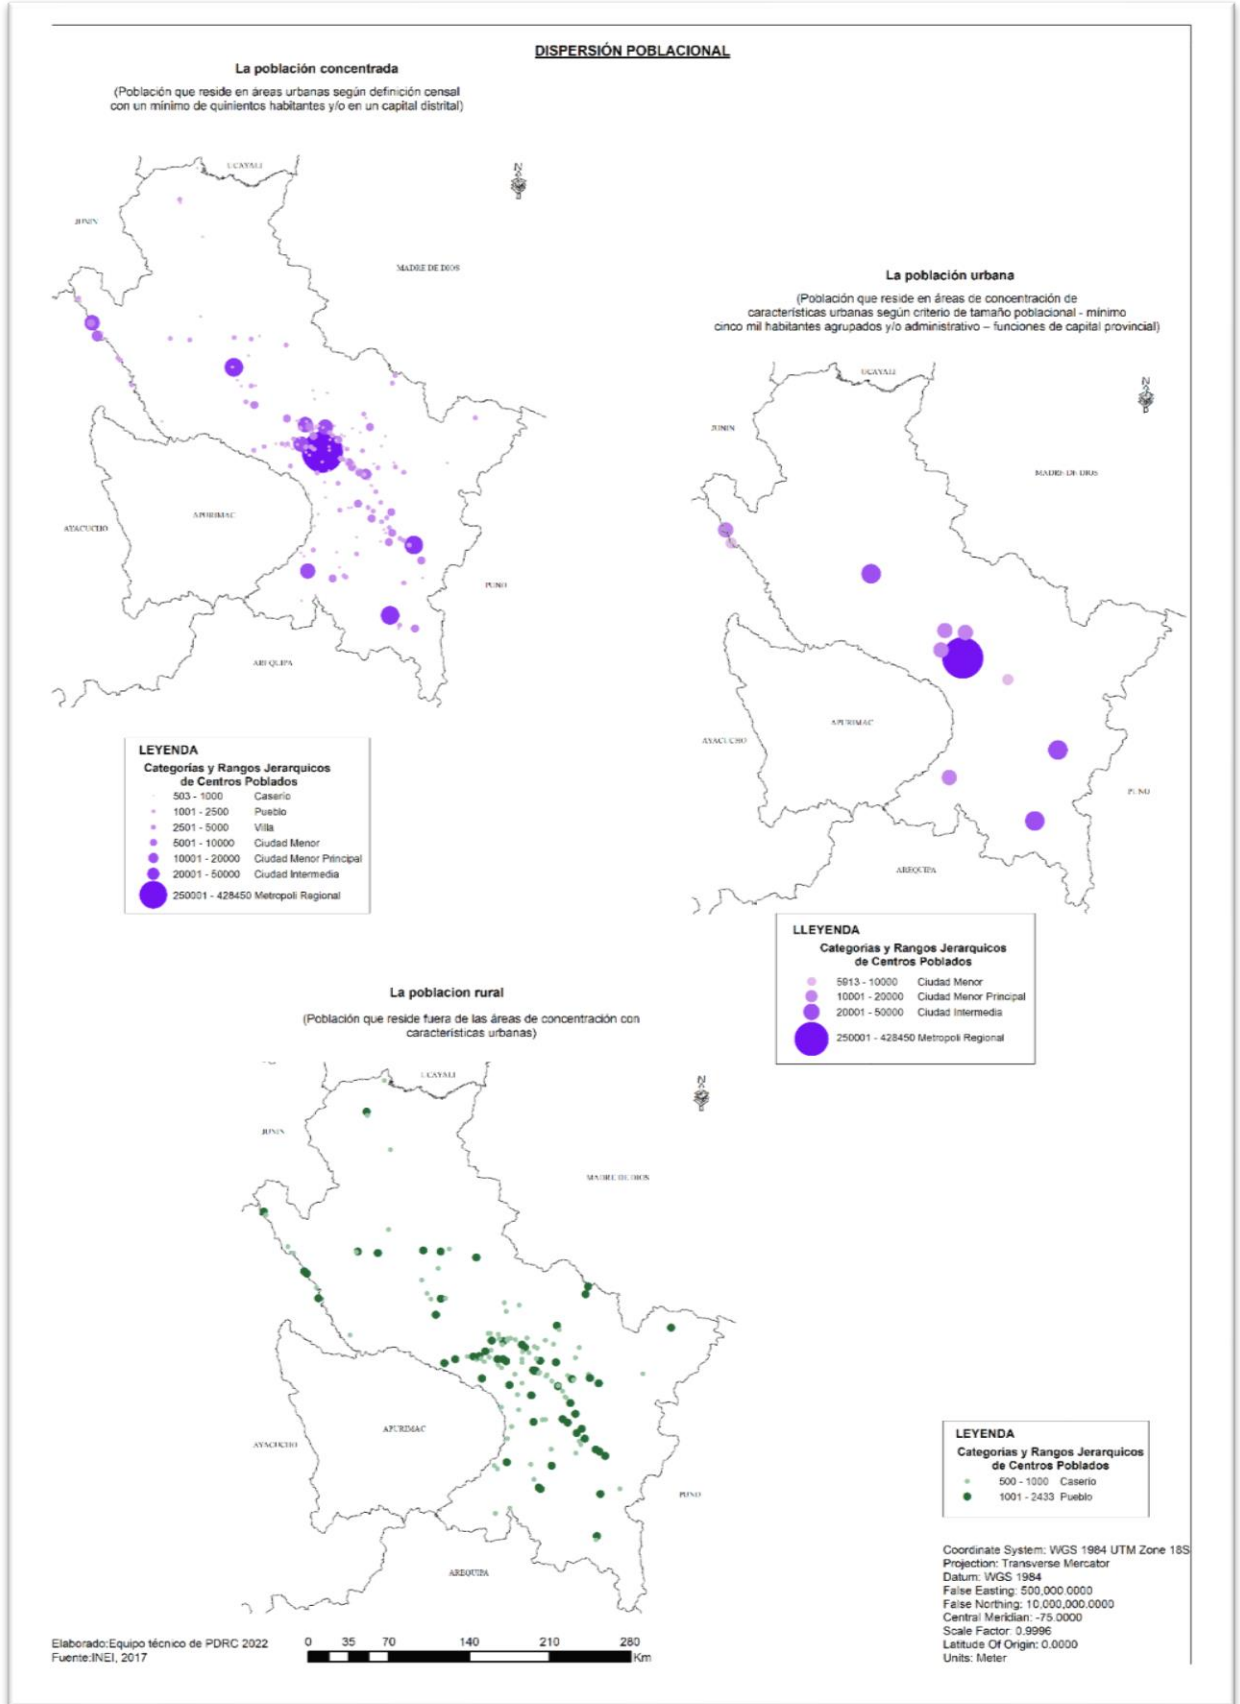 DISPERSIÓN POBLACIONAL
La población concentrada
(Población que reside en áreas urbanas según definición censal
con un mínimo de quinientos habitantes y/o en un capital distrital)
UCAYALI
N
JUNIN
MADRE DE DIOS
APURIMAC
AYACUCHO
PUNO
AREQUIPA
LEYENDA
Categorías y Rangos Jerarquicos
de Centros Poblados
503 - 1000 Caserío
1001 - 2500 Pueblo
2501 - 5000 Villa
5001 - 10000 Ciudad Menor
10001 - 20000 Ciudad Menor Principal
20001 - 50000 Ciudad Intermedia
250001 - 428450 Metropoli Regional
La población urbana
(Población que reside en áreas de concentración de
características urbanas según criterio de tamaño poblacional - mínimo
cinco mil habitantes agrupados y/o administrativo – funciones de capital provincial)
UCAYALI
N
JUNIN
MADRE DE DIOS
APURIMAC
AYACUCHO
PUNO
AREQUIPA
LLEYENDA
Categorías y Rangos Jerarquicos
de Centros Poblados
5913 - 10000 Ciudad Menor
10001 - 20000 Ciudad Menor Principal
20001 - 50000 Ciudad Intermedia
250001 - 428450 Metropoli Regional
La poblacion rural
(Población que reside fuera de las áreas de concentración con
características urbanas)
UCAYALI
N
JUNIN
MADRE DE DIOS
APURIMAC
AYACUCHO
PUNO
AREQUIPA
LEYENDA
Categorias y Rangos Jerarquicos
de Centros Poblados
500 - 1000 Caserio
1001 - 2433 Pueblo
Coordinate System: WGS 1984 UTM Zone 18S
Projection: Transverse Mercator
Datum: WGS 1984
False Easting: 500,000.0000
False Northing: 10,000,000.0000
Central Meridian: -75.0000
Scale Factor: 0.9996
Latitude Of Origin: 0.0000
Units: Meter
Elaborado:Equipo técnico de PDRC 2022
Fuente:INEI, 2017
0 35 70 140 210 280
Km